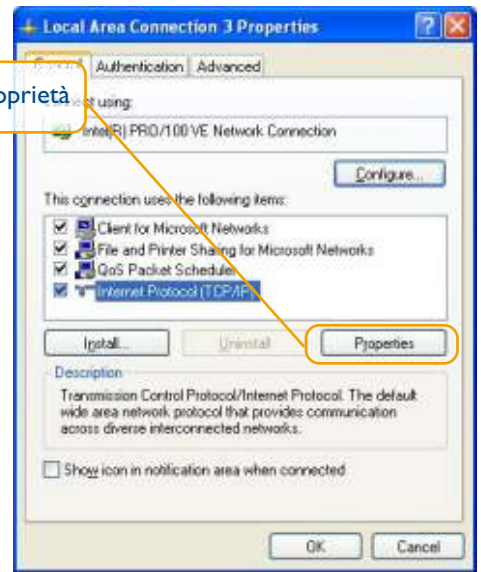 Local Area Connection 3 Properties
Authentication Advanced
oprietà
using:
Intel(R) PRO/100 VE Network Connection
Configure...
This connection uses the following items:
Client for Microsoft Networks
File and Printer Sharing for Microsoft Networks
QoS Packet Scheduler
Internet Protocol (TCP/IP)
Install... Uninstall Properties
Description
Transmission Control Protocol/Internet Protocol. The default
wide area network protocol that provides communication
across diverse interconnected networks.
Show icon in notification area when connected
OK Cancel